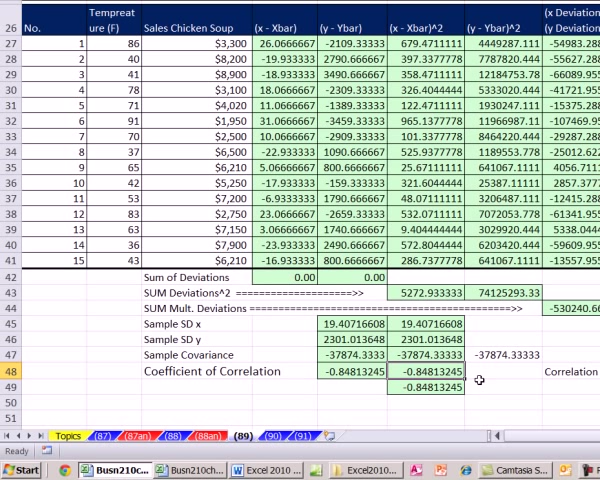 (x Deviation
Tempreat
26 No. ure (F) Sales Chicken Soup (x - Xbar) (y - Ybar) (x - Xbar)^2 (y - Ybar)^2 (y Deviation
27 1 86 $3,300 26.0666667 -2109.33333 679.4711111 4449287.111 -54983.288
28 2 40 $8,200 -19.933333 2790.666667 397.3377778 7787820.444 -55627.288
29 3 41 $8,900 -18.933333 3490.666667 358.4711111 12184753.78 -66089.955
30 4 78 $3,100 18.0666667 -2309.33333 326.4044444 5333020.444 -41721.955
31 5 71 $4,020 11.0666667 -1389.33333 122.4711111 1930247.111 -15375.288
32 6 91 $1,950 31.0666667 -3459.33333 965.1377778 11966987.11 -107469.95
33 7 70 $2,500 10.0666667 -2909.33333 101.3377778 8464220.444 -29287.288
34 8 37 $6,500 -22.933333 1090.666667 525.9377778 1189553.778 -25012.622
35 9 65 $6,210 5.06666667 800.6666667 25.67111111 641067.1111 4056.7111
36 10 42 $5,250 -17.933333 -159.333333 321.6044444 25387.11111 2857.3777
37 11 53 $7,200 -6.9333333 1790.666667 48.07111111 3206487.111 -12415.288
38 12 83 $2,750 23.0666667 -2659.33333 532.0711111 7072053.778 -61341.955
39 13 63 $7,150 3.06666667 1740.666667 9.404444444 3029920.444 5338.0444
40 14 36 $7,900 -23.933333 2490.666667 572.8044444 6203420.444 -59609.955
41 15 43 $6,210 -16.933333 800.6666667 286.7377778 641067.1111 -13557.955
42 Sum of Deviations 0.00 0.00
43 SUM Deviations^2 ====================>> 5272.933333 74125293.33
44 SUM Mult. Deviations ==========================================>> -530240.66
45 Sample SD x 19.40716608 19.40716608
46 Sample SD y 2301.013648 2301.013648
47 Sample Covariance -37874.33333 -37874.33333 -37874.33333
48 Coefficient of Correlation -0.84813245 -0.84813245 Correlation
49 -0.84813245
50
51
Topics (87) (87an) (88) (88an) (89) (90) (91)
Ready
Start Busn210c... Busn210ch... Excel 2010 ... Excel2010... Camtasia S...